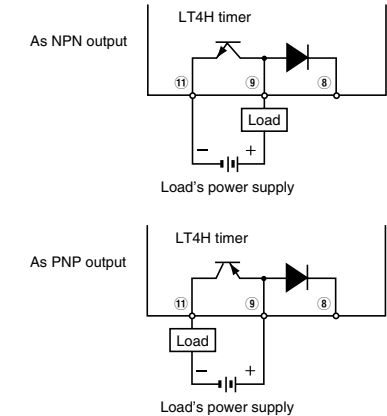 LT4H timer
As NPN output
⑪ ⑨ ⑧
Load
− +
Load's power supply
LT4H timer
As PNP output
⑪ ⑨ ⑧
Load
− +
Load's power supply